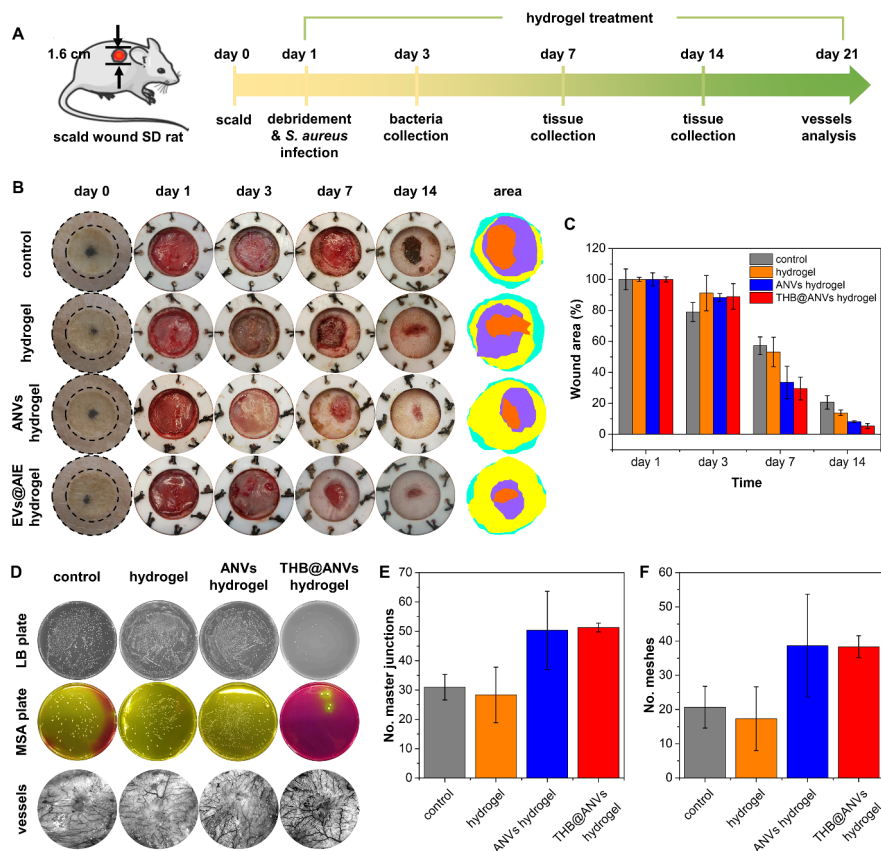 hydrogel treatment
A
1.6 cm
day 0
day 1
day 3
day 7
day 14
day 21
scald wound SD rat
scald
debridement
& S. aureus
infection
bacteria
collection
tissue
collection
tissue
collection
vessels
analysis
B
day 0
day 1
day 3
day 7
day 14
area
control
hydrogel
ANVs
hydrogel
EVs@AIE
hydrogel
C
120
100
80
60
40
20
0
Wound area (%)
control
hydrogel
ANVs hydrogel
THB@ANVs hydrogel
day 1
day 3
day 7
day 14
Time
D
control
hydrogel
ANVs
hydrogel
THB@ANVs
hydrogel
LB plate
MSA plate
vessels
E
70
60
50
40
30
20
10
0
No. master junctions
control
hydrogel
ANVs hydrogel
THB@ANVs
hydrogel
F
70
60
50
40
30
20
10
0
No. meshes
control
hydrogel
ANVs hydrogel
THB@ANVs
hydrogel